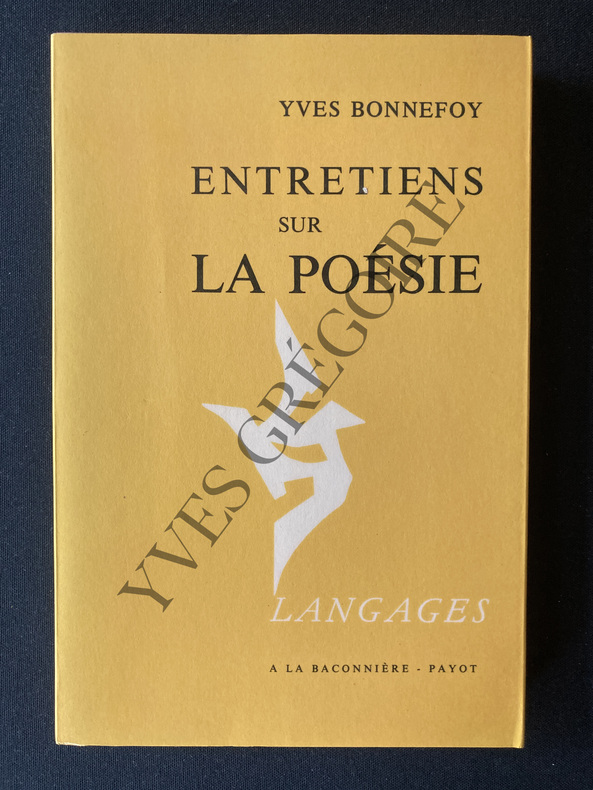 YVES BONNEFOY
ENTRETIENS
SUR
LA POÉSIE
YVES GRÉGOIRE
LANGAGES
A LA BACONNIÈRE - PAYOT